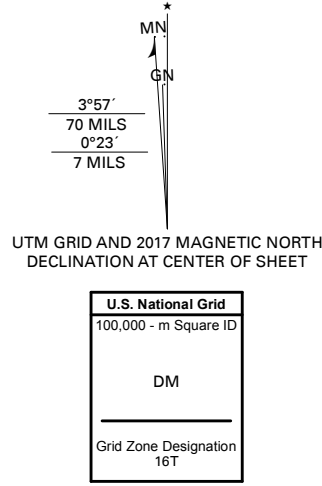 MN
GN
3°57´
70 MILS
0°23´
7 MILS
UTM GRID AND 2017 MAGNETIC NORTH
DECLINATION AT CENTER OF SHEET
U.S. National Grid
100,000 - m Square ID
DM
Grid Zone Designation
16T